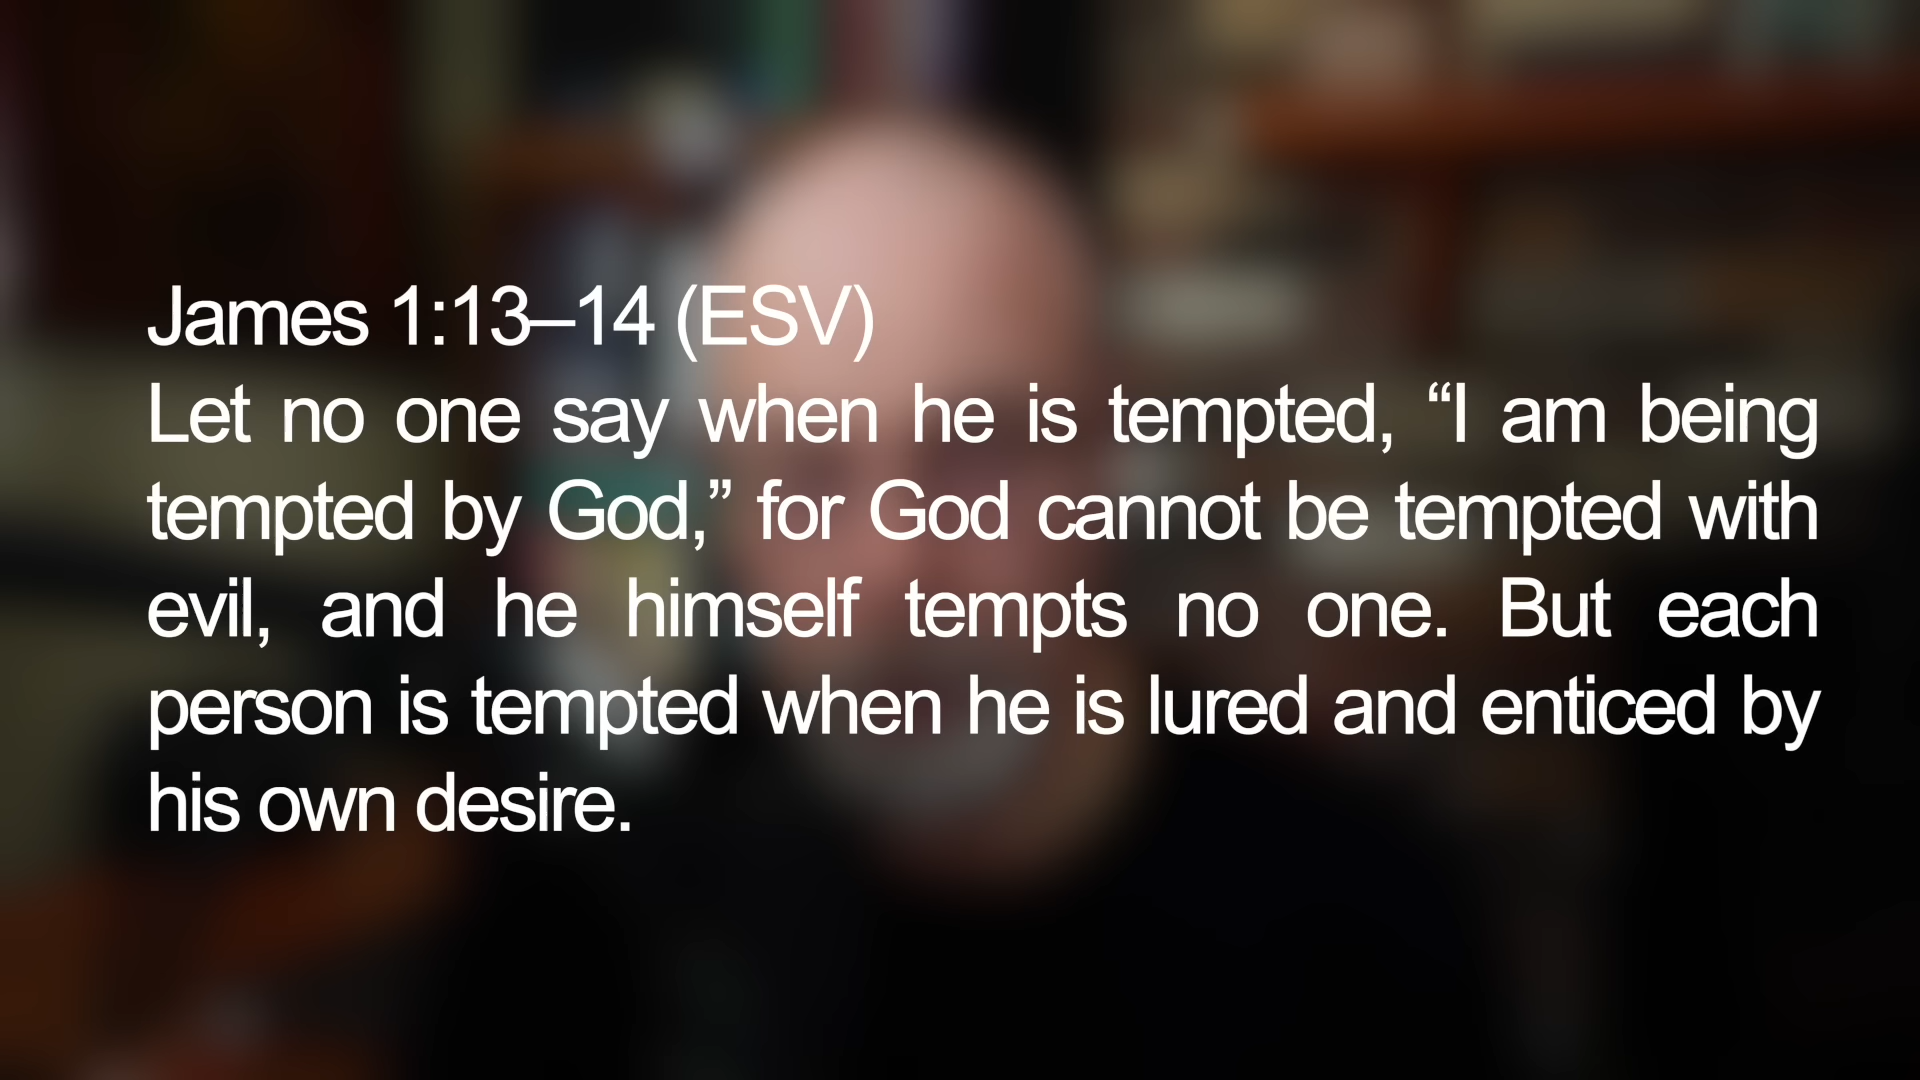 James 1:13–14 (ESV)
Let no one say when he is tempted, “I am being
tempted by God,” for God cannot be tempted with
evil, and he himself tempts no one. But each
person is tempted when he is lured and enticed by
his own desire.